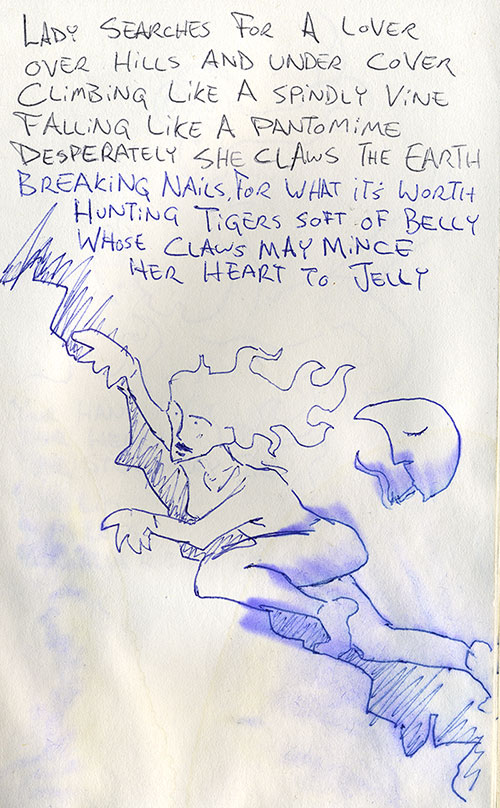 LADY SEARCHES FOR A LOVER
OVER HILLS AND UNDER COVER
CLIMBING LIKE A SPINDLY VINE
FALLING LIKE A PANTOMIME
DESPERATELY SHE CLAWS THE EARTH
BREAKING NAILS, FOR WHAT IT'S WORTH
HUNTING TIGERS SOFT OF BELLY
WHOSE CLAWS MAY MINCE
HER HEART TO JELLY